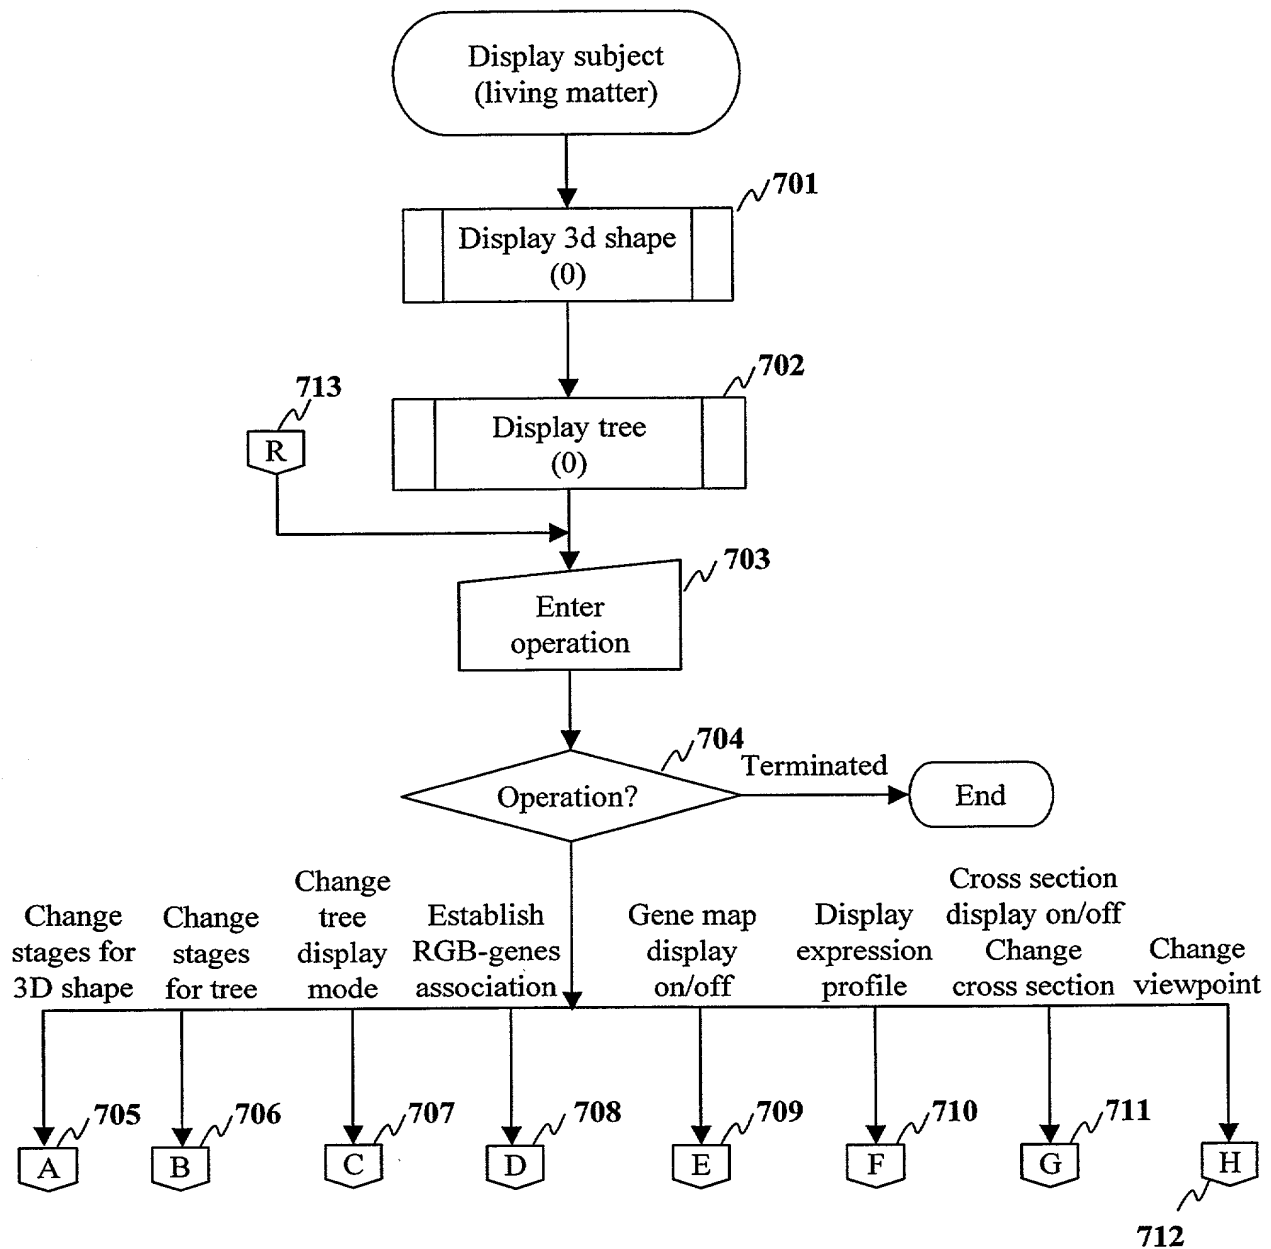 Display subject
(living matter)
701
Display 3d shape
(0)
702
Display tree
(0)
713
R
703
Enter
operation
704
Operation?
Terminated
End
Change
stages for
3D shape
Change
stages
for tree
Change
tree
display
mode
Establish
RGB-genes
association
Gene map
display
on/off
Display
expression
profile
Cross section
display on/off
Change
cross section
Change
viewpoint
705
A
706
B
707
C
708
D
709
E
710
F
711
G
H
712